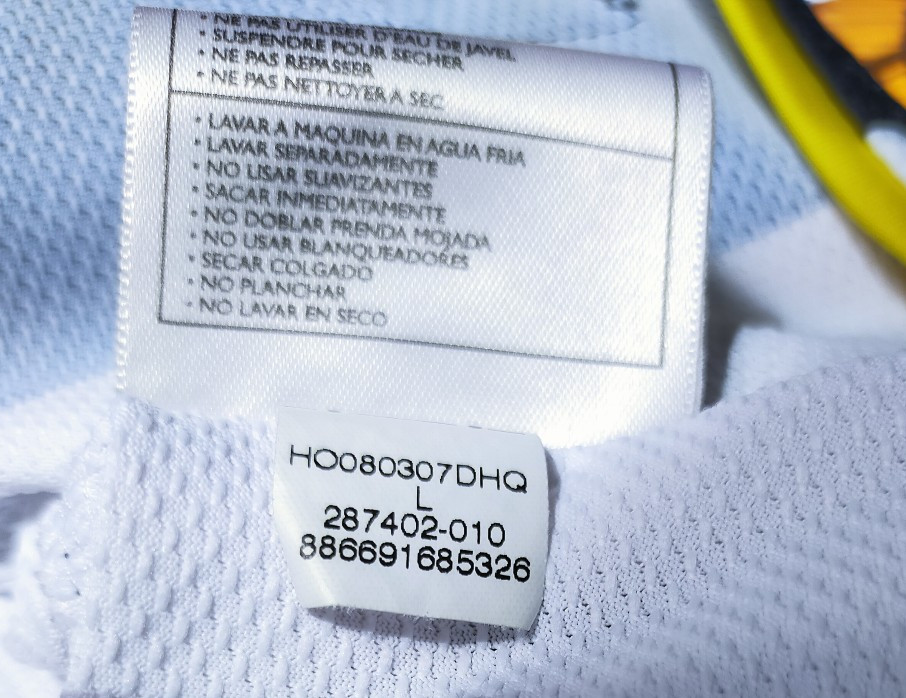 • NE PAS UTILISER D'EAU DE JAVEL
• SUSPENDRE POUR SÉCHER
• NE PAS REPASSER
• NE PAS NETTOYER A SEC
• LAVAR A MAQUINA EN AGUA FRIA
• LAVAR SEPARADAMENTE
• NO USAR SUAVIZANTES
• SACAR INMEDIATAMENTE
• NO DOBLAR PRENDA MOJADA
• NO USAR BLANQUEADORES
• SECAR COLGADO
• NO PLANCHAR
• NO LAVAR EN SECO
HO080307DHQ
L
287402-010
886691685326